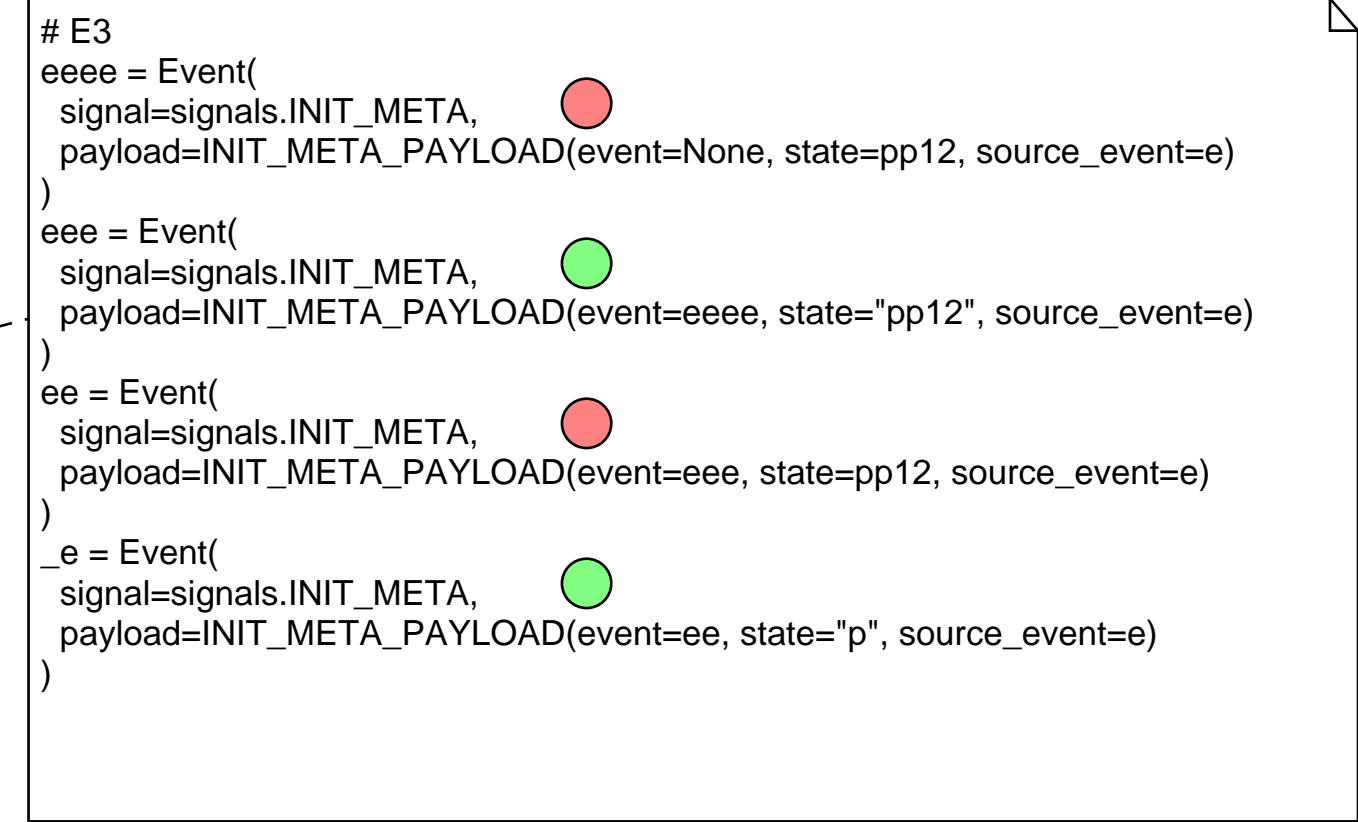 # E3
eeee = Event(
  signal=signals.INIT_META,
  payload=INIT_META_PAYLOAD(event=None, state=pp12, source_event=e)
)
eee = Event(
  signal=signals.INIT_META,
  payload=INIT_META_PAYLOAD(event=eeee, state="pp12", source_event=e)
)
ee = Event(
  signal=signals.INIT_META,
  payload=INIT_META_PAYLOAD(event=eee, state=pp12, source_event=e)
)
_e = Event(
  signal=signals.INIT_META,
  payload=INIT_META_PAYLOAD(event=ee, state="p", source_event=e)
)